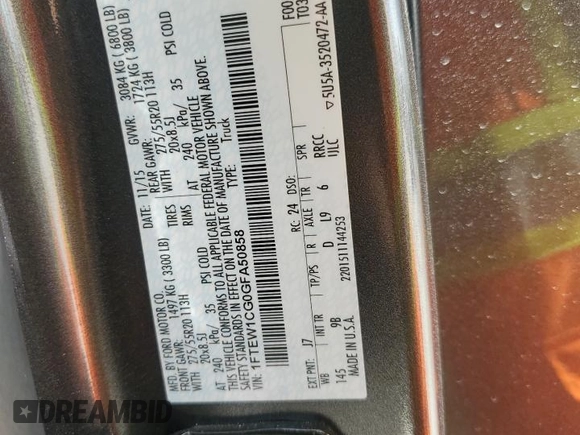 MFD. BY FORD MOTOR CO.
DATE: 11/15 GVWR: 3084 KG ( 6800 LB)
FRONT GAWR: 1497 KG ( 3300 LB) REAR GAWR: 1724 KG ( 3800 LB)
WITH 275/55R20 113H TIRES 275/55R20 113H WITH
20x8.5J RIMS 20x8.5J
AT 240 kPa/ 35 PSI COLD AT 240 kPa/ 35 PSI COLD
THIS VEHICLE CONFORMS TO ALL APPLICABLE FEDERAL MOTOR VEHICLE
SAFETY STANDARDS IN EFFECT ON THE DATE OF MANUFACTURE SHOWN ABOVE.
VIN: 1FTEW1CG0GFA50858 TYPE: Truck
F00
T03
EXT PNT: J7 RC: 24 DSO:
WB INT TR TP/PS R AXLE TR SPR
145 9B D L9 6 RRCC
IJLC
MADE IN U.S.A. 2201511144253 5U5A-3520472-AA
DREAMBID